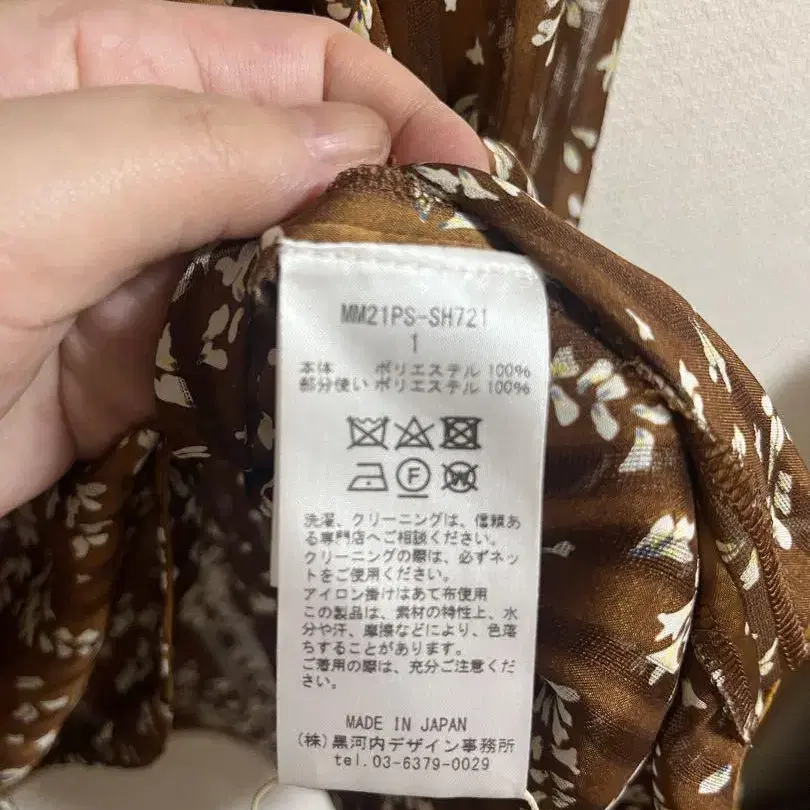 MM21PS-SH721
1
本体 ポリエステル 100%
部分使い ポリエステル 100%
F
W
洗濯、クリーニングは、信頼あ
る専門店へご相談ください。
クリーニングの際は、必ずネッ
トをご使用ください。
アイロン掛けはあて布使用
この製品は、素材の特性上、水
分や汗、摩擦などにより、色落
ちすることがあります。
ご着用の際は、充分ご注意くだ
さい。
MADE IN JAPAN
(株)黒河内デザイン事務所
tel.03-6379-0029